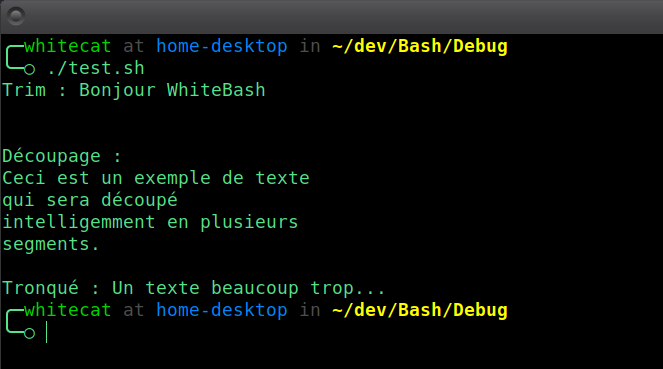 ╭─whitecat at home-desktop in ~/dev/Bash/Debug
╰─○ ./test.sh
Trim : Bonjour WhiteBash
Découpage :
Ceci est un exemple de texte
qui sera découpé
intelligemment en plusieurs
segments.
Tronqué : Un texte beaucoup trop...
╭─whitecat at home-desktop in ~/dev/Bash/Debug
╰─○